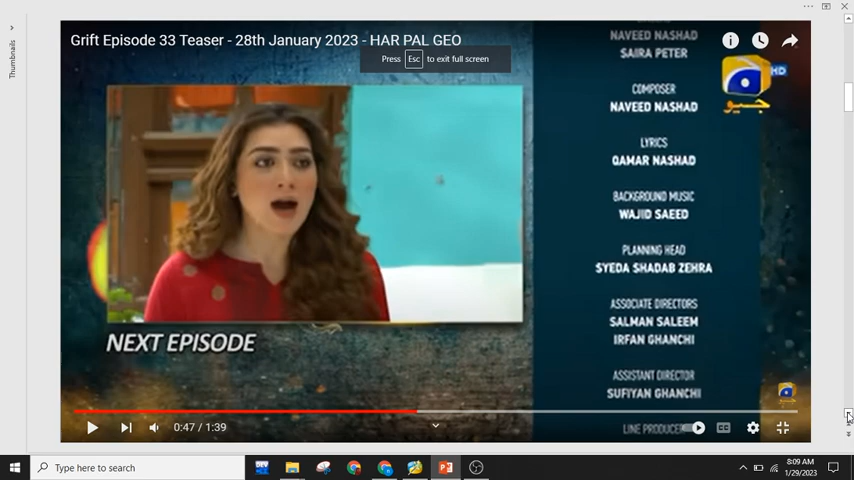 Thumbnails
Grift Episode 33 Teaser - 28th January 2023 - HAR PAL GEO
Press Esc to exit full screen
NAVEED NASHAD
SAIRA PETER
HD
جیو
COMPOSER
NAVEED NASHAD
LYRICS
QAMAR NASHAD
BACKGROUND MUSIC
WAJID SAEED
PLANNING HEAD
SYEDA SHADAB ZEHRA
ASSOCIATE DIRECTORS
SALMAN SALEEM
IRFAN GHANCHI
NEXT EPISODE
ASSISTANT DIRECTOR
SUFIYAN GHANCHI
LINE PRODUCER
0:47 / 1:39
CC
Type here to search
8:09 AM
1/29/2023